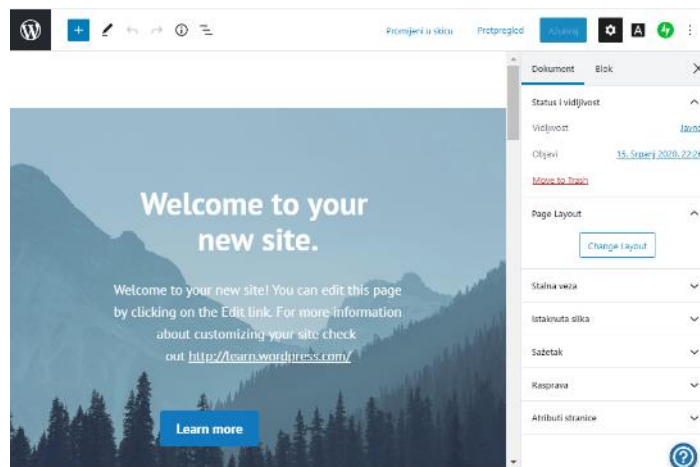 Promijeni u skicu Pretpregled Ažuriraj A
Dokument Blok
Status i vidljivost
Vidljivost Javno
Objavi 15. Srpanj 2020. 22:26
Move to Trash
Page Layout
Change Layout
Stalna veza
Istaknuta slika
Sažetak
Rasprava
Atributi stranice
Welcome to your
new site.
Welcome to your new site! You can edit this page
by clicking on the Edit link. For more information
about customizing your site check
out http://learn.wordpress.com/
Learn more